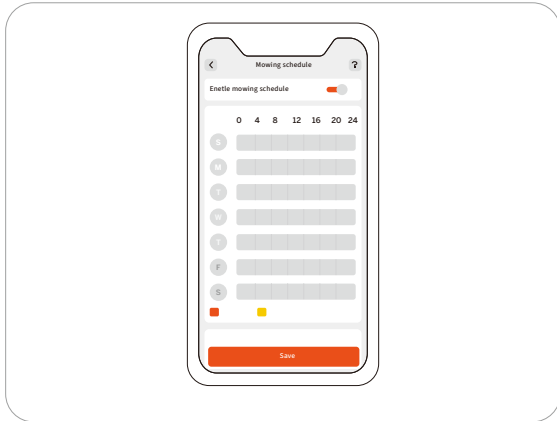 Mowing schedule
?
Enetle mowing schedule
0 4 8 12 16 20 24
S
M
T
W
T
F
S
Save